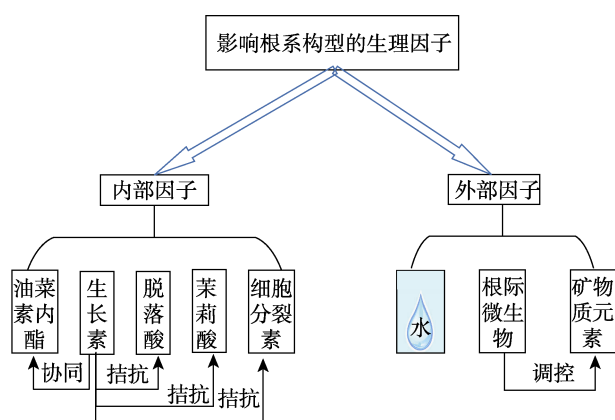 影响根系构型的生理因子
内部因子
外部因子
油菜
素内
酯
生
长
素
脱
落
酸
茉
莉
酸
细胞
分裂
素
水
根际
微生
物
矿物
质元
素
协同
拮抗
拮抗
拮抗
调控